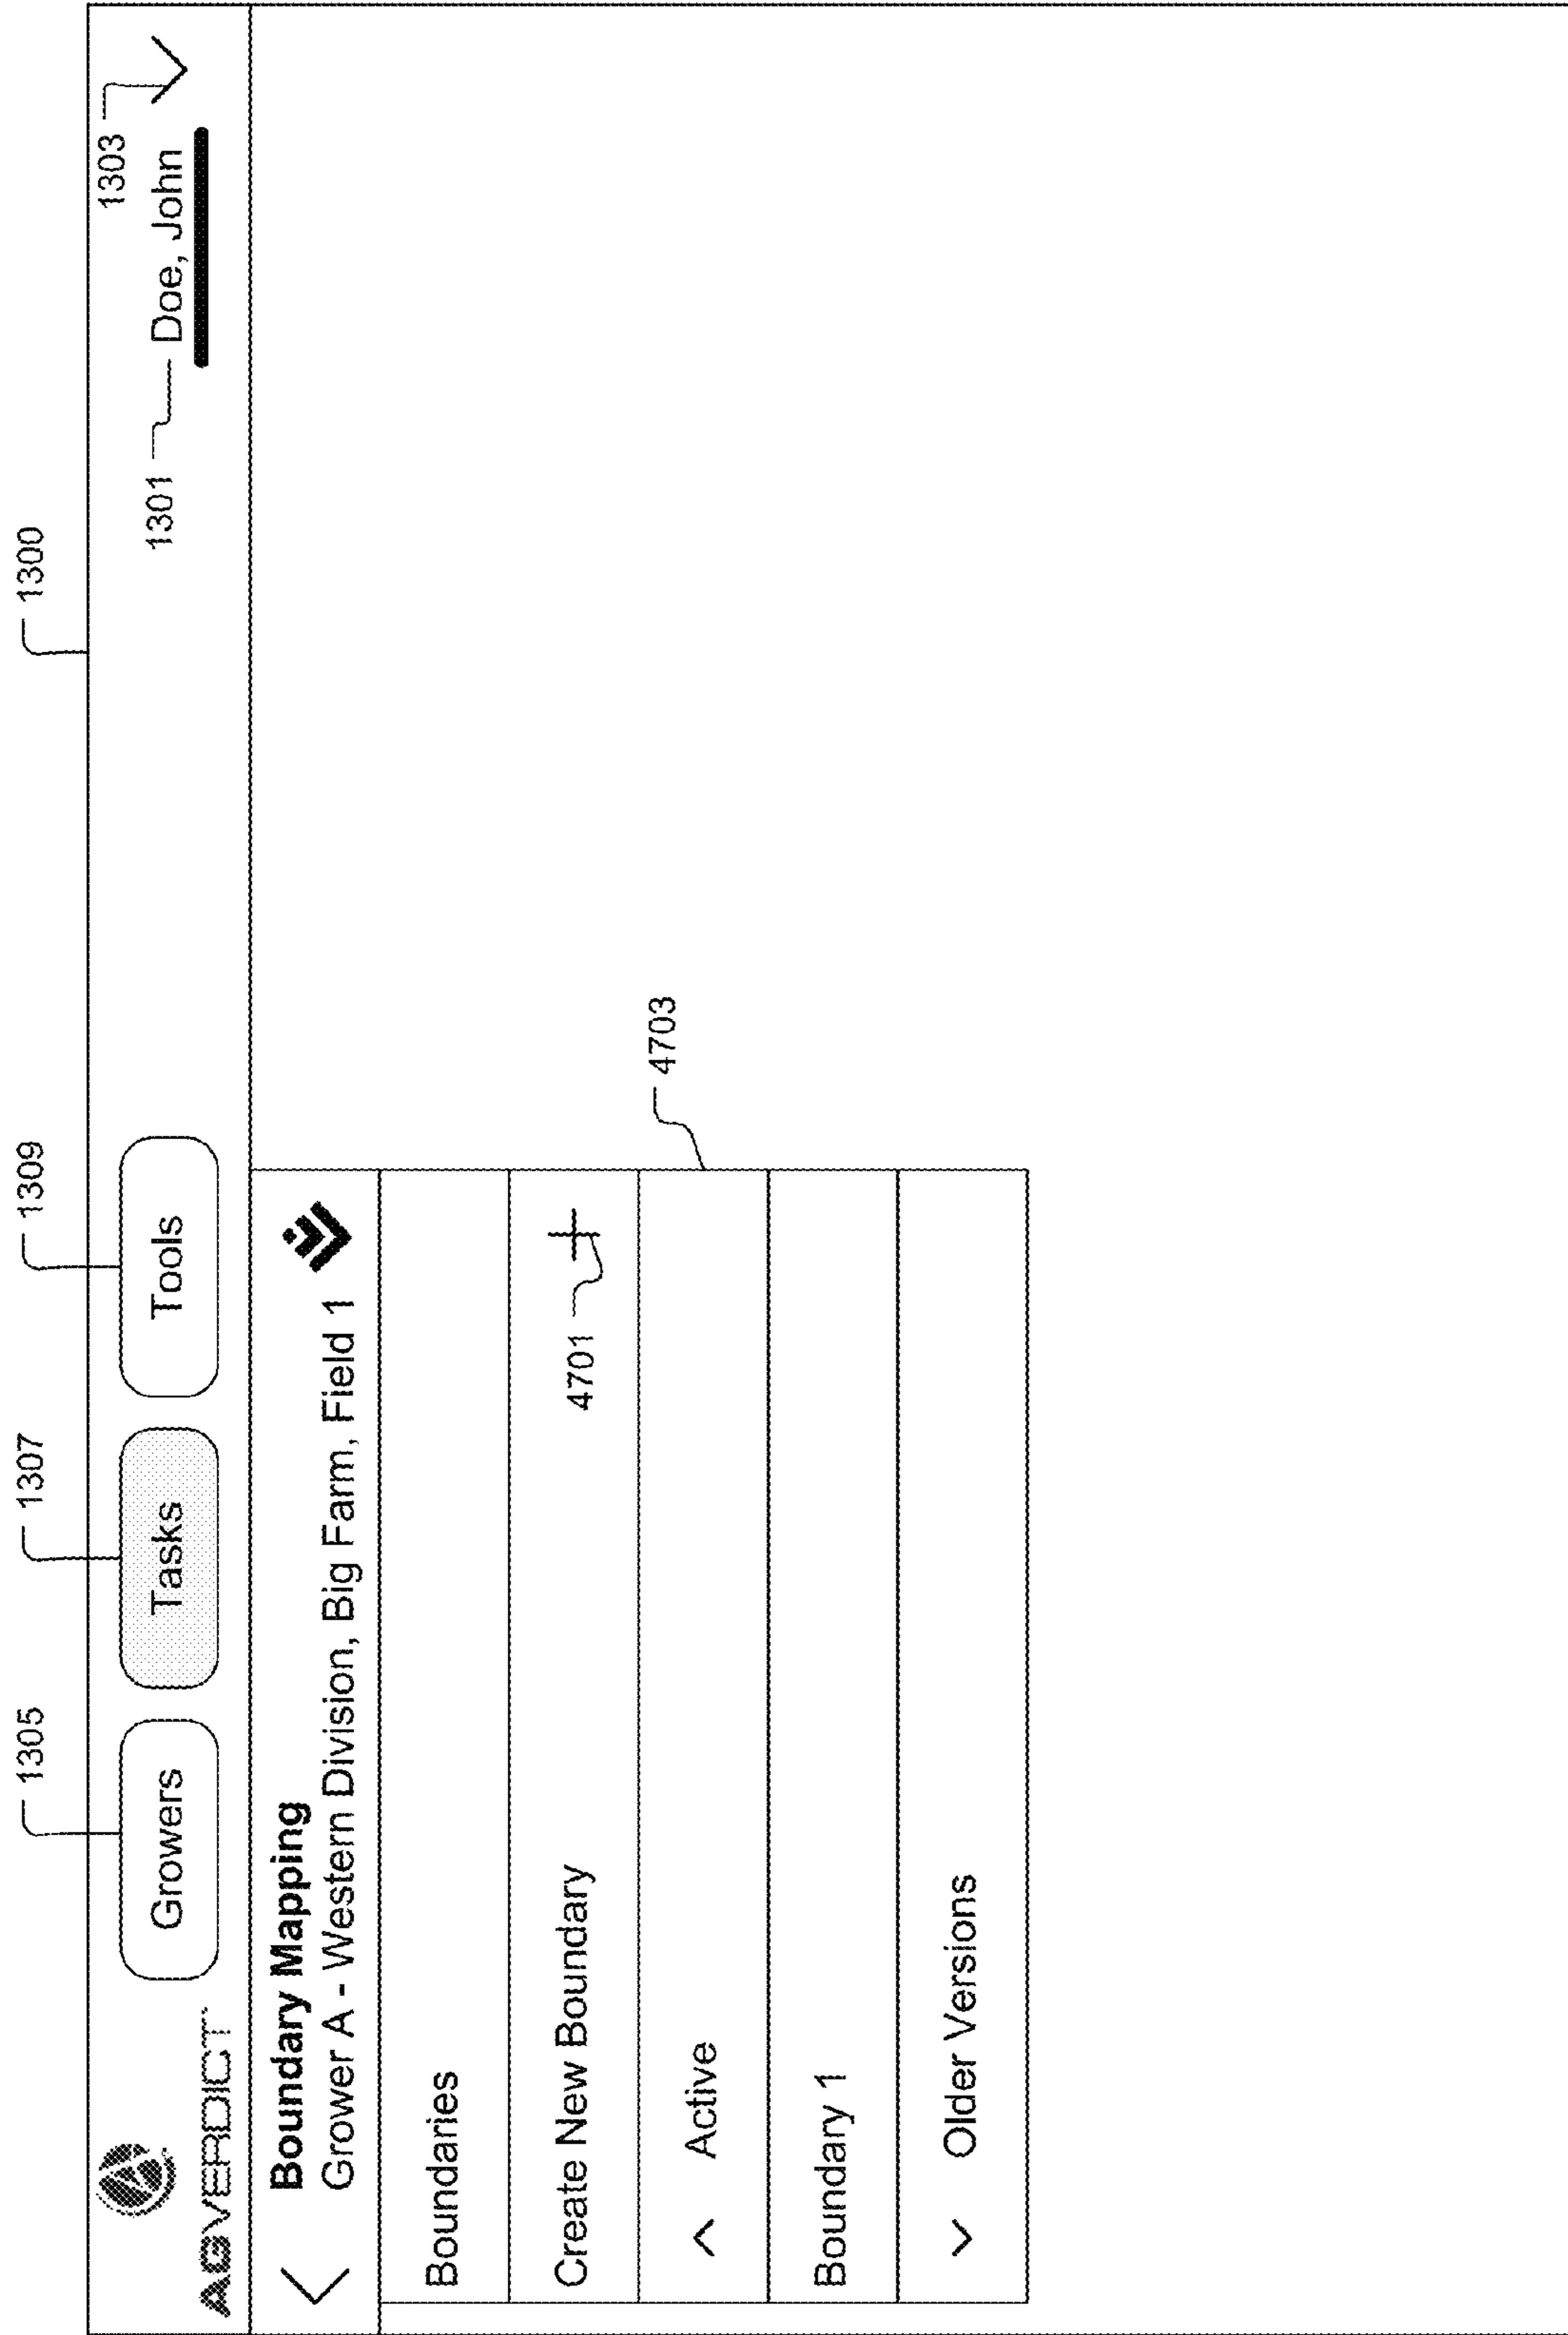 1300
1305
1307
1309
1303
AGVERDICT
Growers
Tasks
Tools
1301
Doe, John
Boundary Mapping
Grower A - Western Division, Big Farm, Field 1
Boundaries
Create New Boundary
4701
4703
Active
Boundary 1
Older Versions